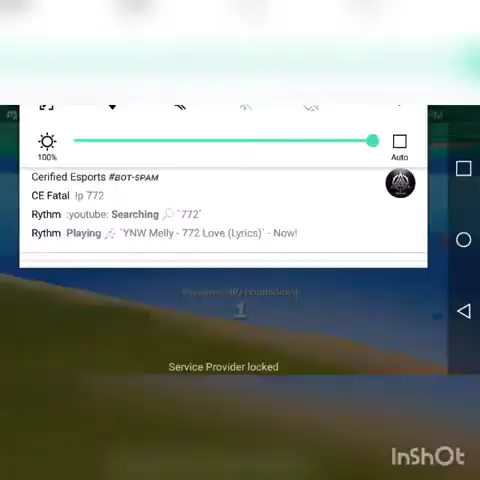 PM
100%
Auto
Cerified Esports #BOT-SPAM
CE Fatal !p 772
Rythm :youtube: Searching 🔎 `772`
Rythm Playing 🎶 `YNW Melly - 772 Love (Lyrics)` - Now!
1
Service Provider locked
InShOt